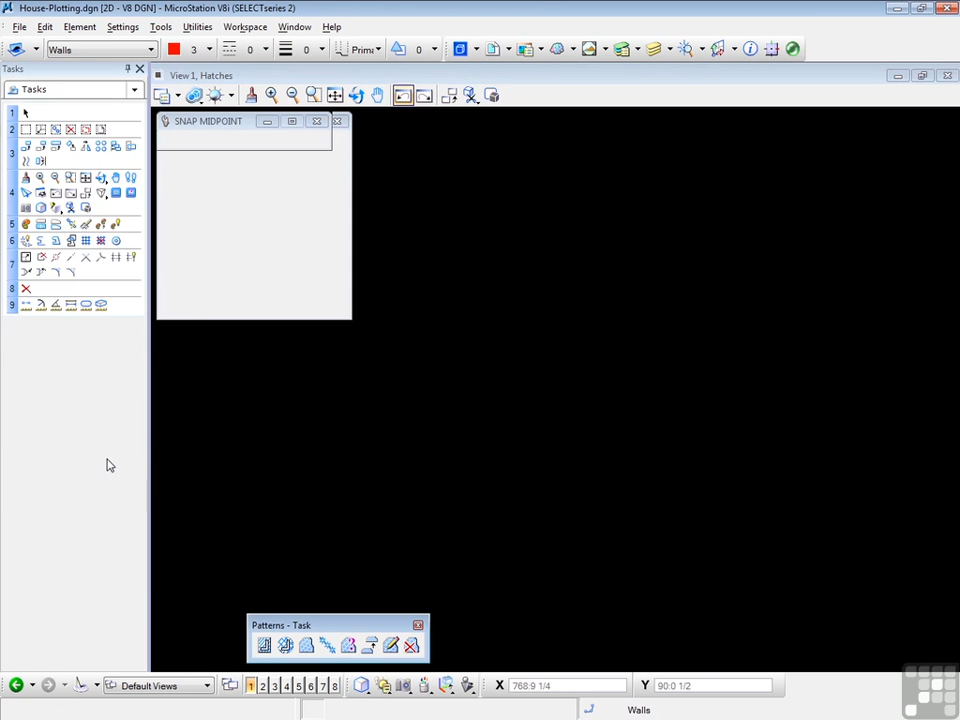 House-Plotting.dgn [2D - V8 DGN] - MicroStation V8i (SELECTseries 2)
File Edit Element Settings Tools Utilities Workspace Window Help
Walls 3 0 0 Prima 0
Tasks
View 1, Hatches
Tasks
1
SNAP MIDPOINT
2
3
4
5
6
7
8
9
Patterns - Task
Default Views 1 2 3 4 5 6 7 8 X 768:9 1/4 Y 90:0 1/2
Walls